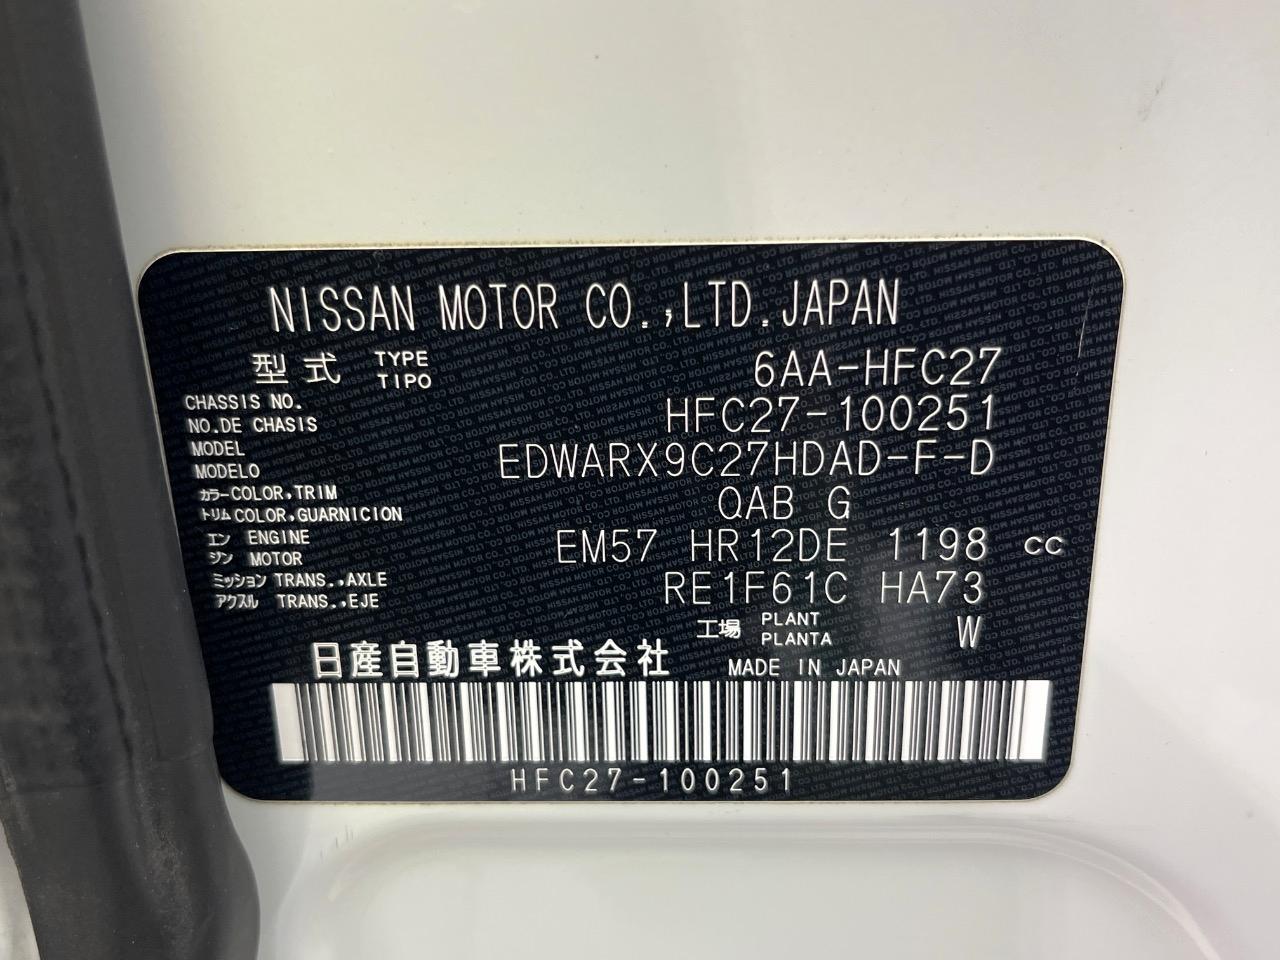 NISSAN MOTOR CO.,LTD.JAPAN
型式 TYPE TIPO 6AA-HFC27
CHASSIS NO. NO.DE CHASIS HFC27-100251
MODEL MODELO EDWARX9C27HDAD-F-D
カラー COLOR,TRIM トリム COLOR,GUARNICION QAB G
エンジン ENGINE MOTOR EM57 HR12DE 1198 cc
ミッション TRANS.,AXLE アクスル TRANS.,EJE RE1F61C HA73
工場 PLANT PLANTA W
日産自動車株式会社 MADE IN JAPAN
HFC27-100251